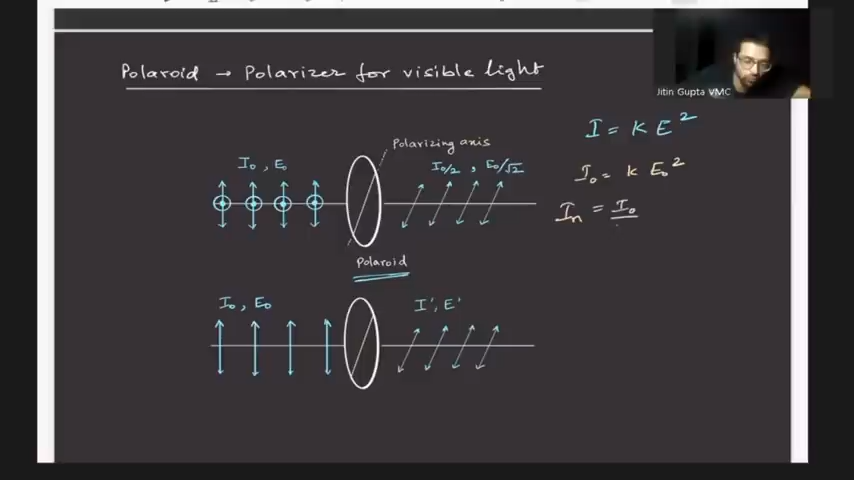 Polaroid → Polarizer for visible light
Jitin Gupta VMC
I = K E²
Polarizing axis
I₀, E₀
I₀/2, E₀/√2
I₀ = K E₀²
Iₙ = I₀
Polaroid
I₀, E₀
I', E'